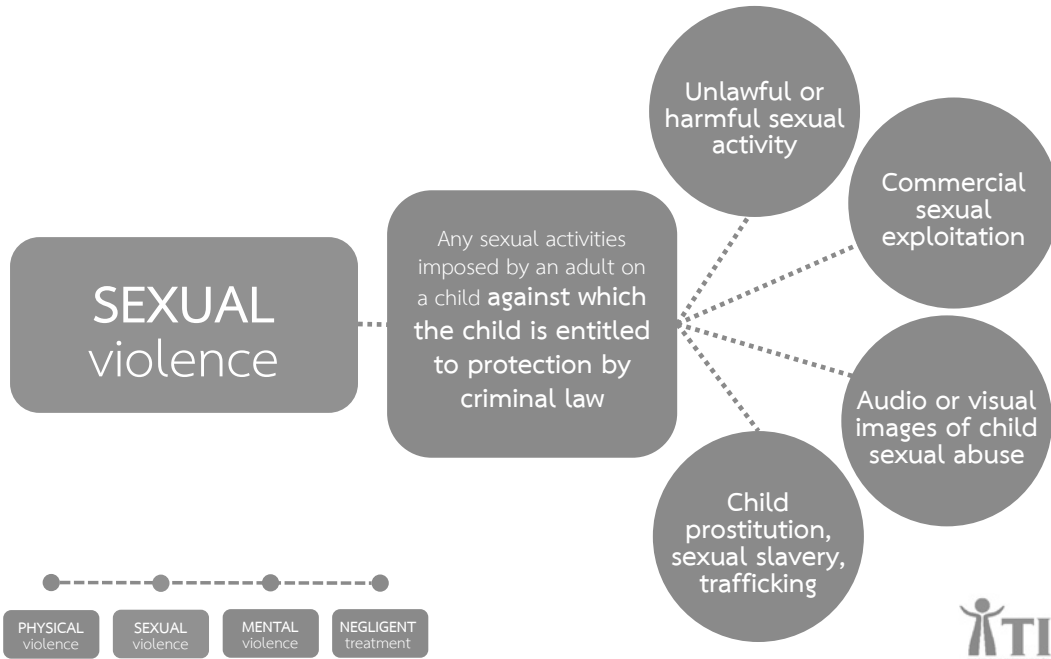 SEXUAL
violence
Any sexual activities
imposed by an adult on
a child against which
the child is entitled
to protection by
criminal law
Unlawful or
harmful sexual
activity
Commercial
sexual
exploitation
Audio or visual
images of child
sexual abuse
Child
prostitution,
sexual slavery,
trafficking
PHYSICAL
violence
SEXUAL
violence
MENTAL
violence
NEGLIGENT
treatment
TI